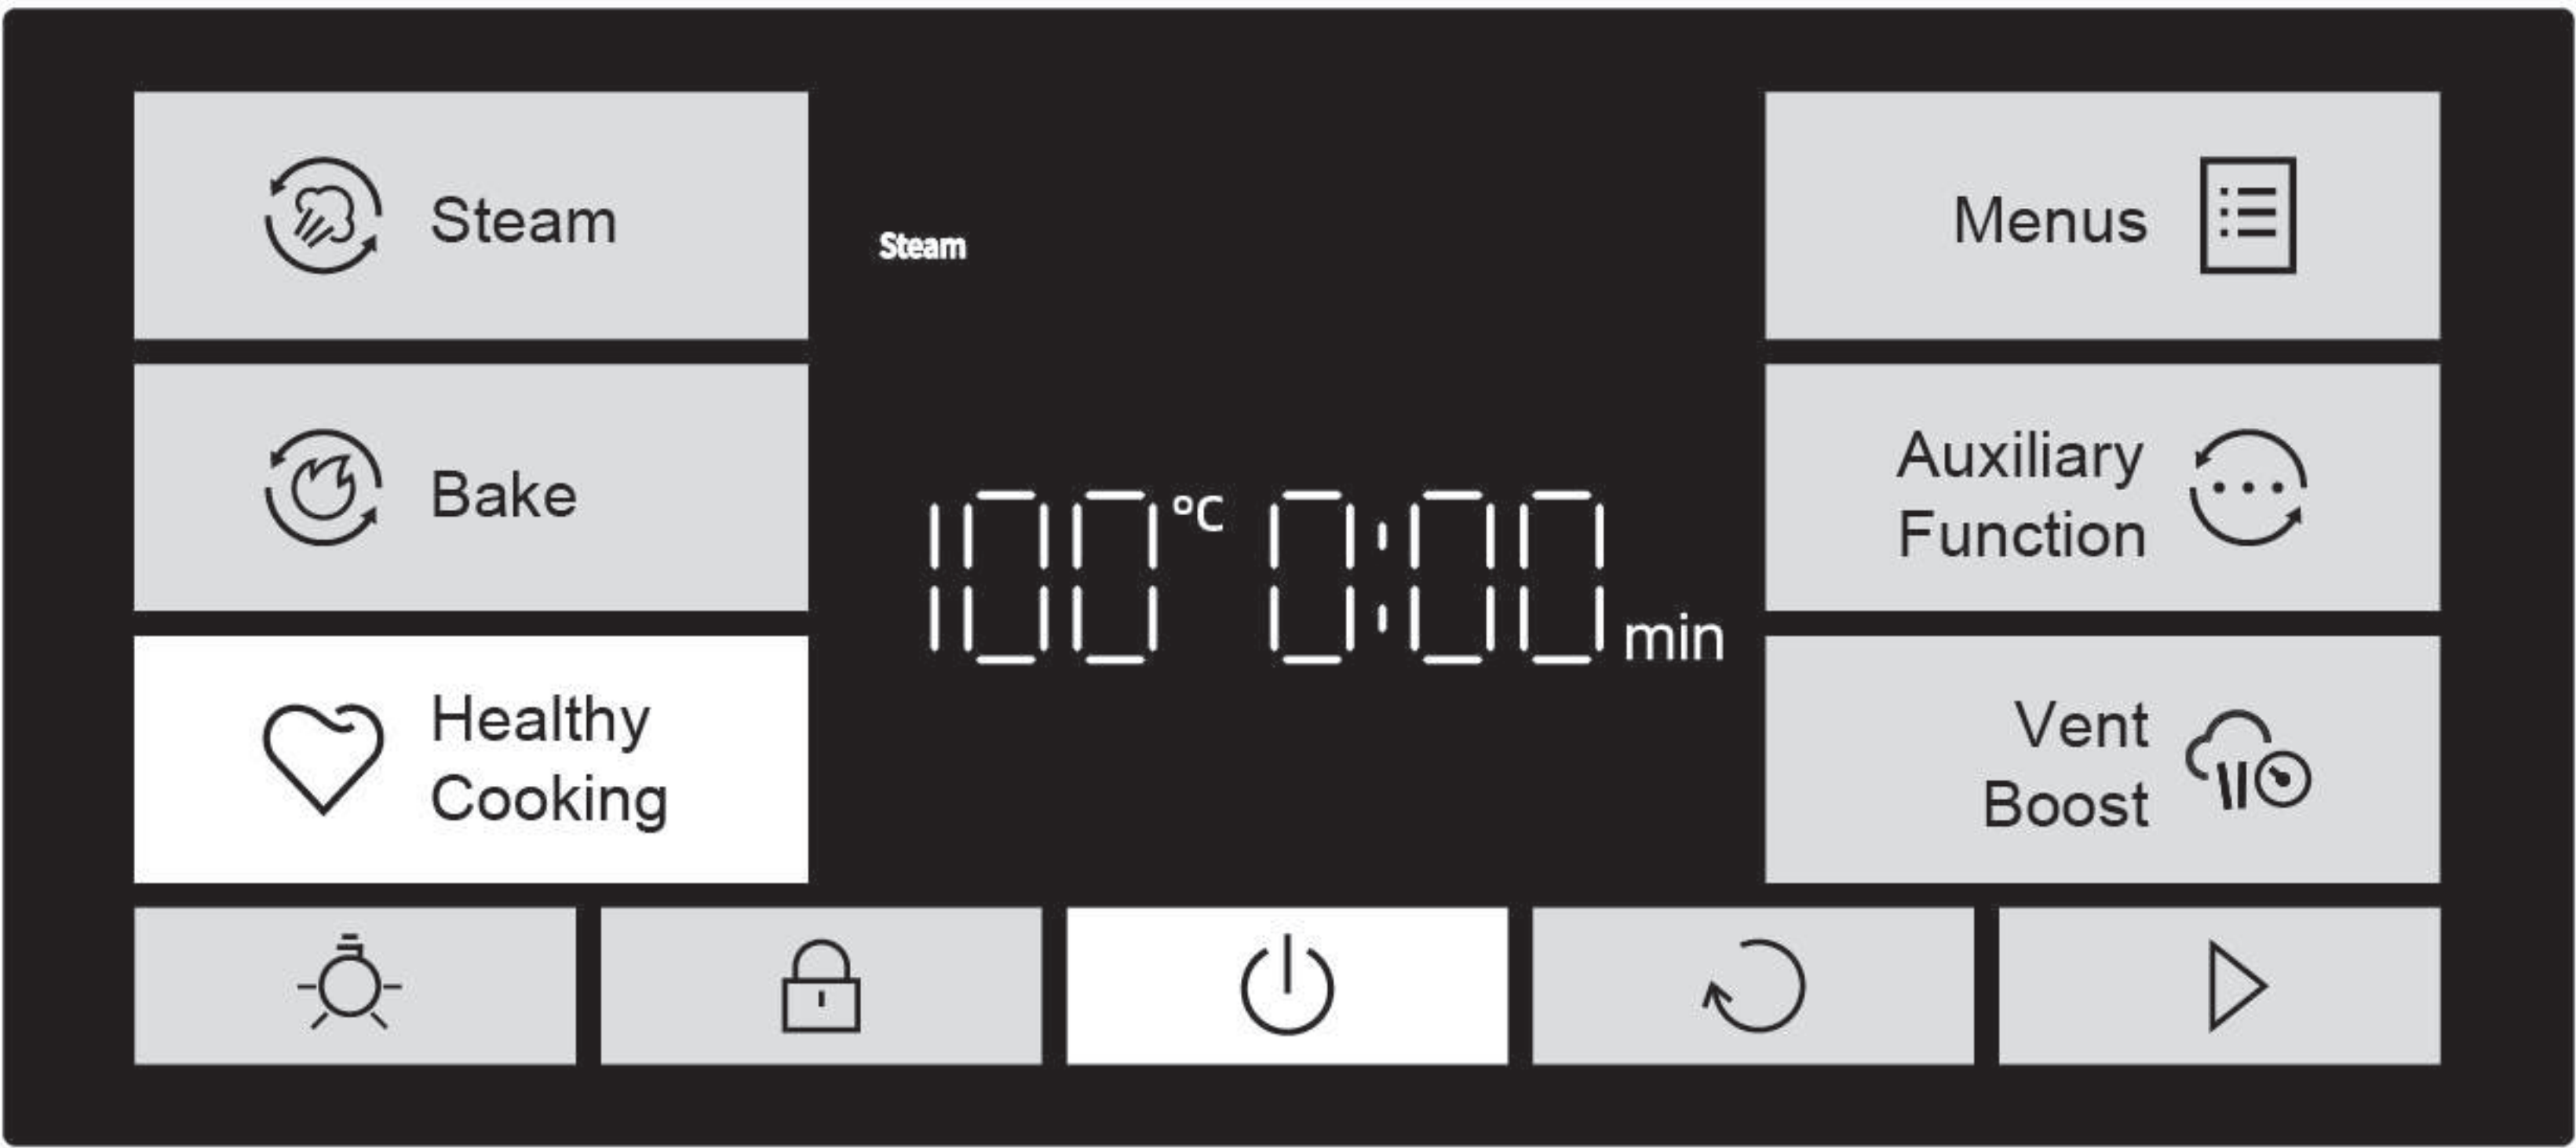 Steam
Bake
Healthy
Cooking
Steam
100 °C 0:00 min
Menus
Auxiliary
Function
Vent
Boost